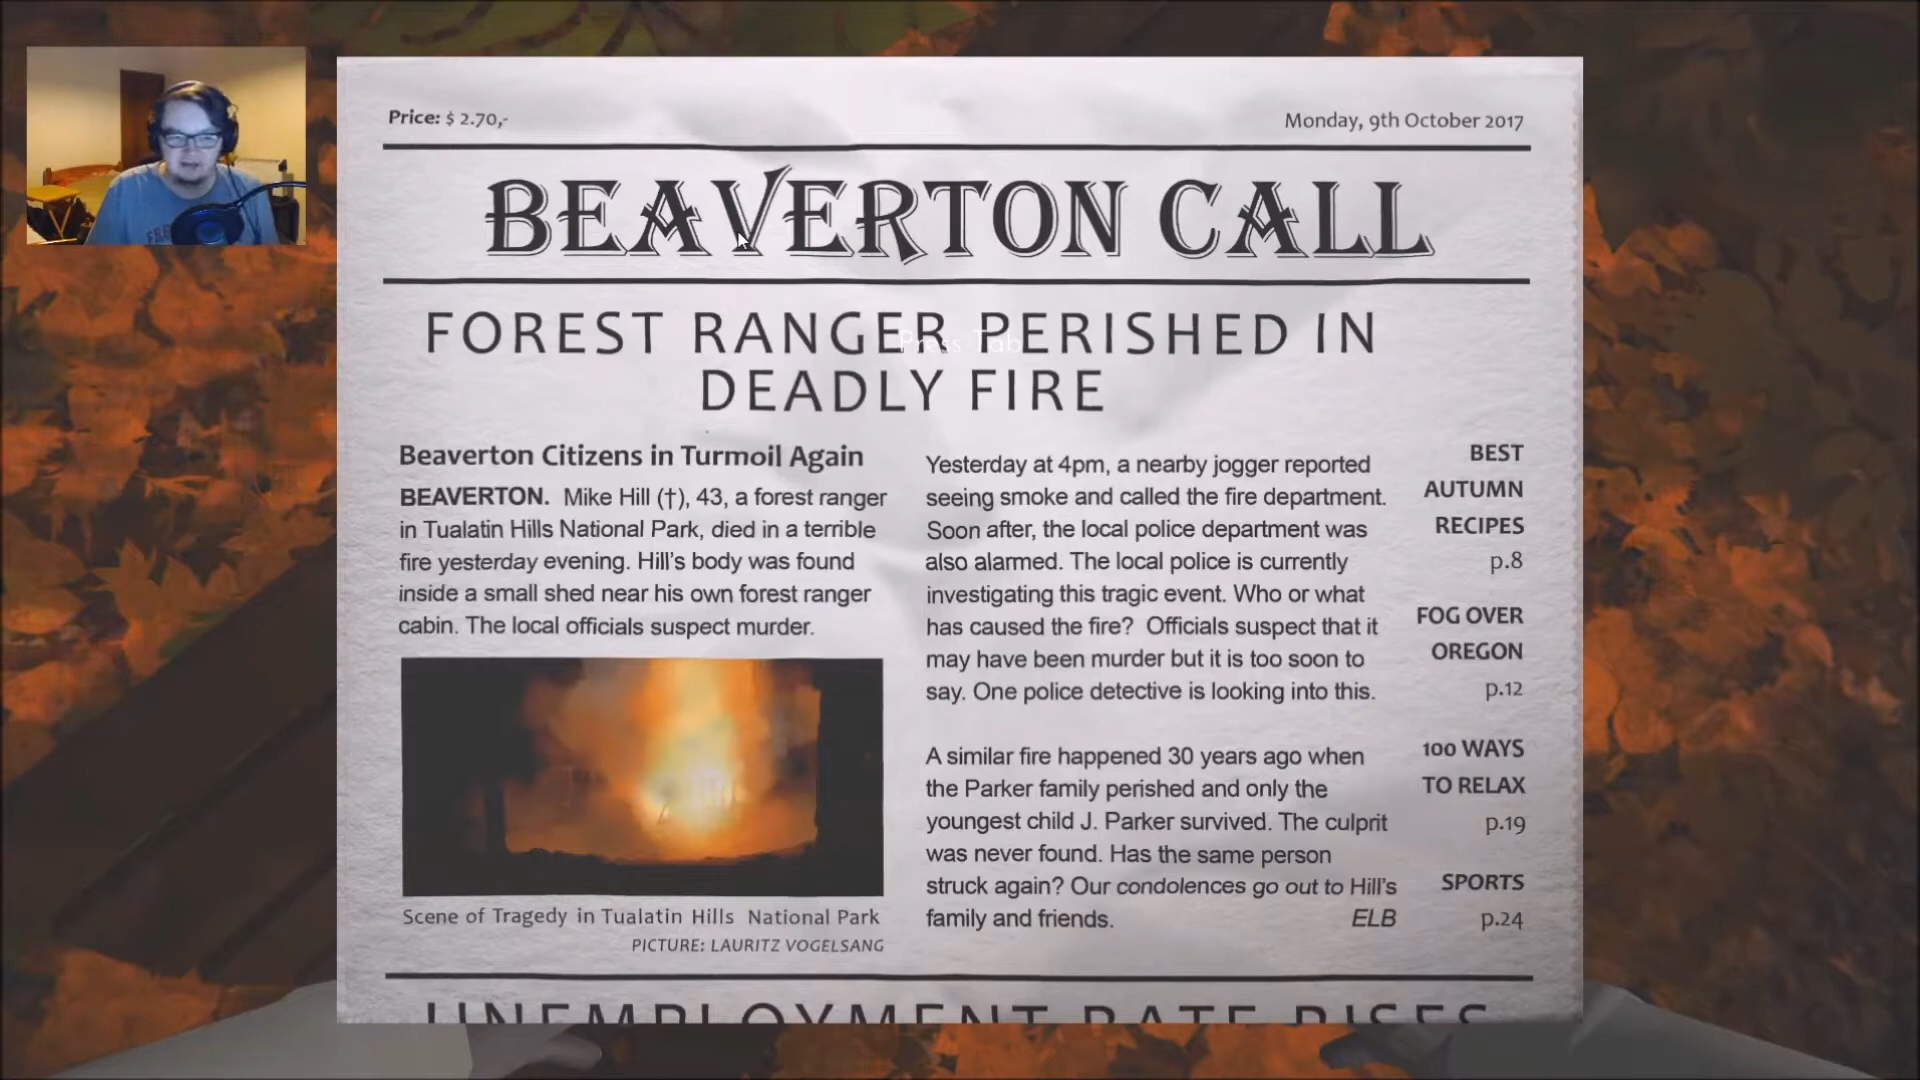 Price: $ 2.70,-
Monday, 9th October 2017
BEAVERTON CALL
FOREST RANGER PERISHED IN
DEADLY FIRE
Press Tab
Beaverton Citizens in Turmoil Again
BEAVERTON. Mike Hill (†), 43, a forest ranger
in Tualatin Hills National Park, died in a terrible
fire yesterday evening. Hill's body was found
inside a small shed near his own forest ranger
cabin. The local officials suspect murder.
Scene of Tragedy in Tualatin Hills National Park
PICTURE: LAURITZ VOGELSANG
Yesterday at 4pm, a nearby jogger reported
seeing smoke and called the fire department.
Soon after, the local police department was
also alarmed. The local police is currently
investigating this tragic event. Who or what
has caused the fire? Officials suspect that it
may have been murder but it is too soon to
say. One police detective is looking into this.
A similar fire happened 30 years ago when
the Parker family perished and only the
youngest child J. Parker survived. The culprit
was never found. Has the same person
struck again? Our condolences go out to Hill's
family and friends. ELB
BEST
AUTUMN
RECIPES
p.8
FOG OVER
OREGON
p.12
100 WAYS
TO RELAX
p.19
SPORTS
p.24
UNEMPLOYMENT RATE RISES